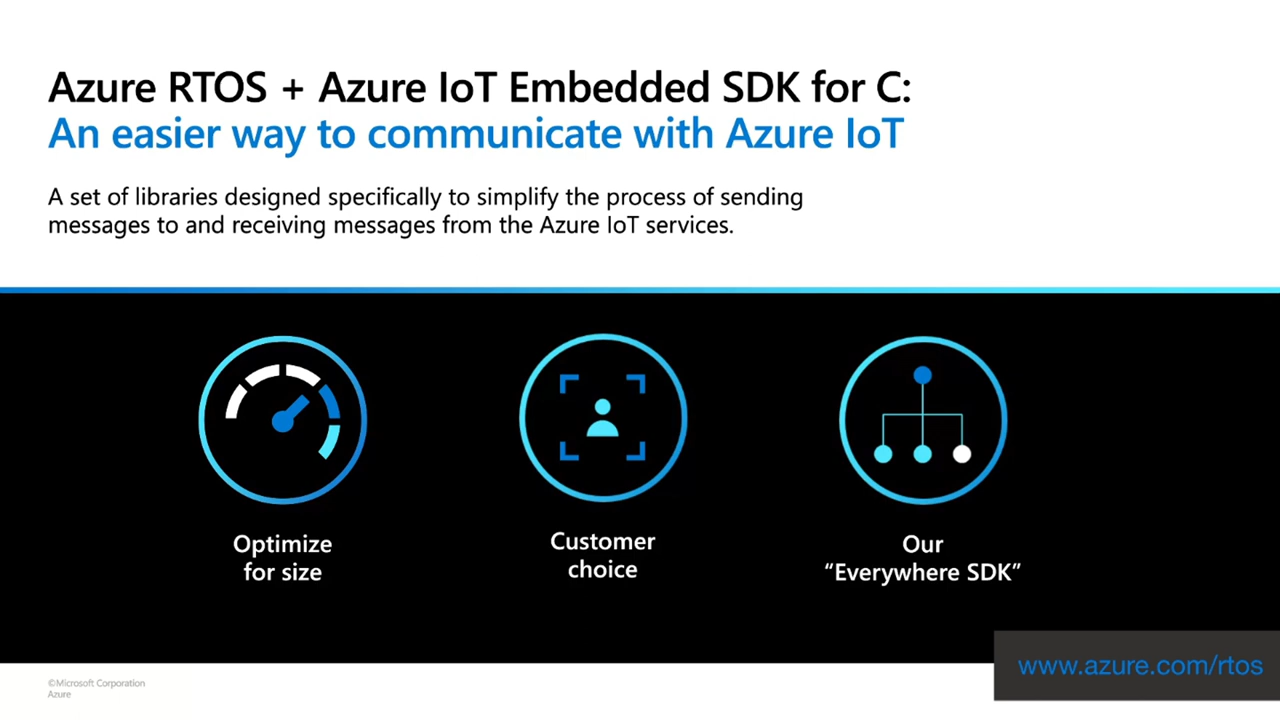 Azure RTOS + Azure IoT Embedded SDK for C:
An easier way to communicate with Azure IoT
A set of libraries designed specifically to simplify the process of sending
messages to and receiving messages from the Azure IoT services.
Optimize
for size
Customer
choice
Our
“Everywhere SDK”
www.azure.com/rtos
©Microsoft Corporation
Azure